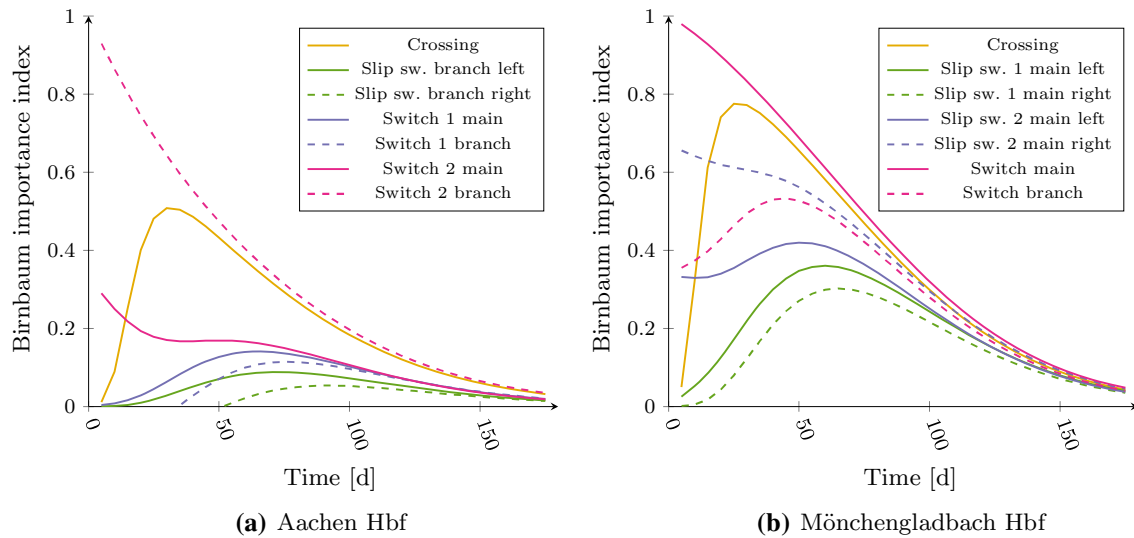 1
0.8
0.6
0.4
0.2
0
Birnbaum importance index
0
50
100
150
Time [d]
Crossing
Slip sw. branch left
Slip sw. branch right
Switch 1 main
Switch 1 branch
Switch 2 main
Switch 2 branch
(a) Aachen Hbf
1
0.8
0.6
0.4
0.2
0
Birnbaum importance index
0
50
100
150
Time [d]
Crossing
Slip sw. 1 main left
Slip sw. 1 main right
Slip sw. 2 main left
Slip sw. 2 main right
Switch main
Switch branch
(b) Mönchengladbach Hbf